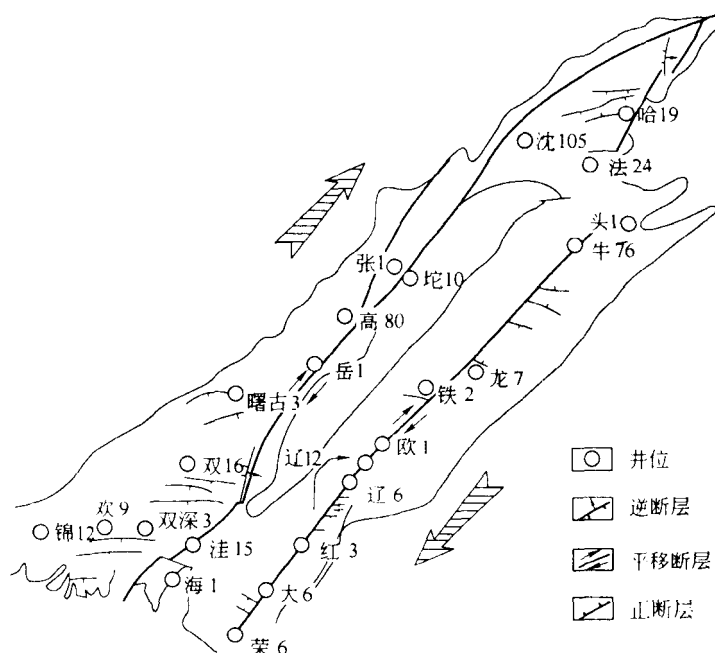 哈19
沈105
法24
头1
牛76
张1
坨10
高80
岳1
龙7
铁2
曙古3
欧1
双16
辽12
辽6
欢9
锦12
双深3
洼15
红3
海1
大6
荣6
井位
逆断层
平移断层
正断层